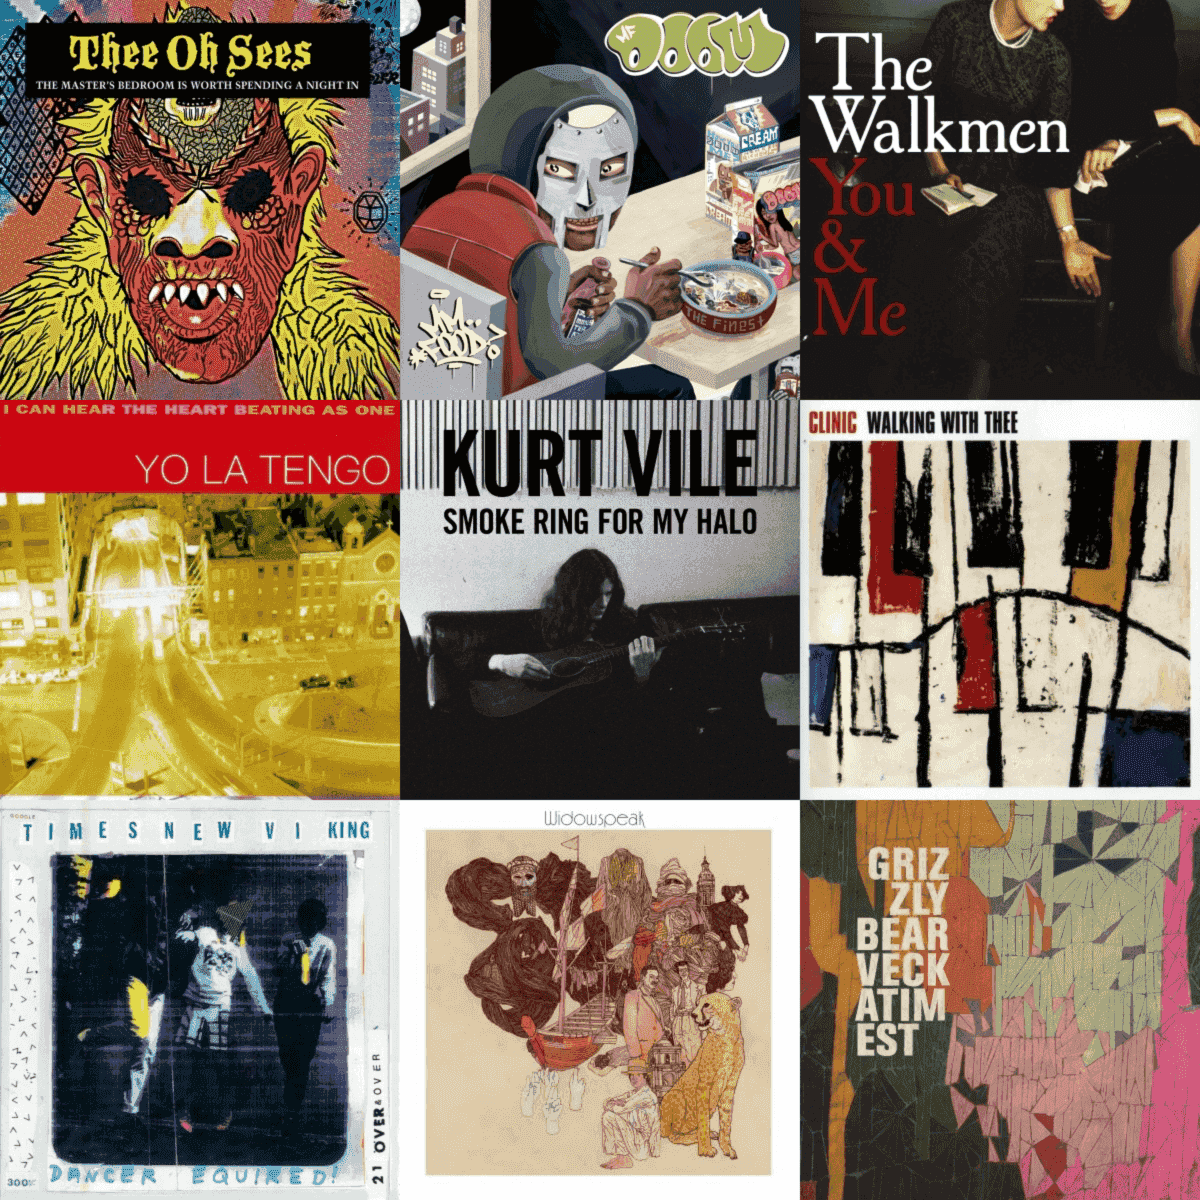 Thee Oh Sees
THE MASTER'S BEDROOM IS WORTH SPENDING A NIGHT IN
MF DOOM
CREAM
MM..
FOOD?
THE FINEST
The
Walkmen
You
&
Me
I CAN HEAR THE HEART BEATING AS ONE
YO LA TENGO
KURT VILE
SMOKE RING FOR MY HALO
CLINIC WALKING WITH THEE
TIMES NEW VI KING
DANCER EQUIRED!
21 OVER & OVER
300%
Widowspeak
GRIZ
ZLY
BEAR
VECK
ATIM
EST